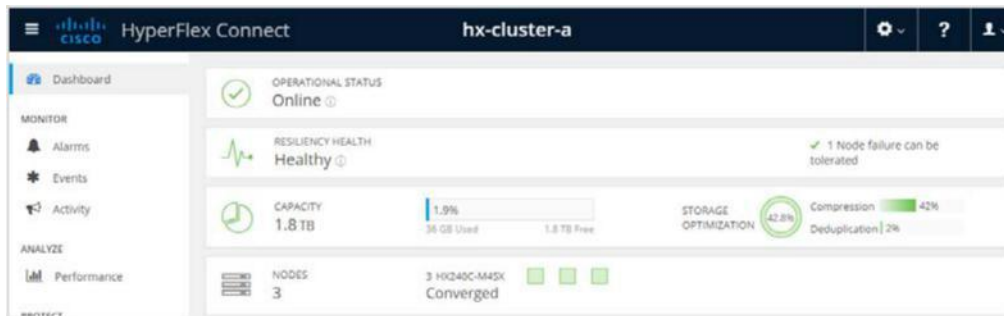 CISCO HyperFlex Connect
hx-cluster-a
?
Dashboard
MONITOR
Alarms
Events
Activity
ANALYZE
Performance
PROTECT
OPERATIONAL STATUS
Online
RESILIENCY HEALTH
Healthy
✓ 1 Node failure can be
tolerated
CAPACITY
1.8 TB
1.9%
36 GB Used 1.8 TB Free
STORAGE
OPTIMIZATION
42.8%
Compression 42%
Deduplication 2%
NODES
3
3 HX240C-M4SX
Converged